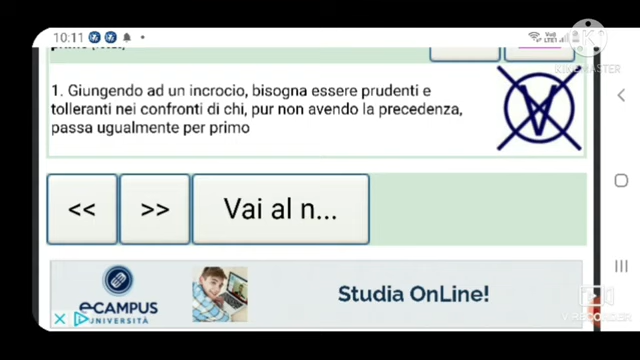 10:11
1. Giungendo ad un incrocio, bisogna essere prudenti e
tolleranti nei confronti di chi, pur non avendo la precedenza,
passa ugualmente per primo
V
<< >> Vai al n...
eCAMPUS
UNIVERSITÀ
Studia OnLine!